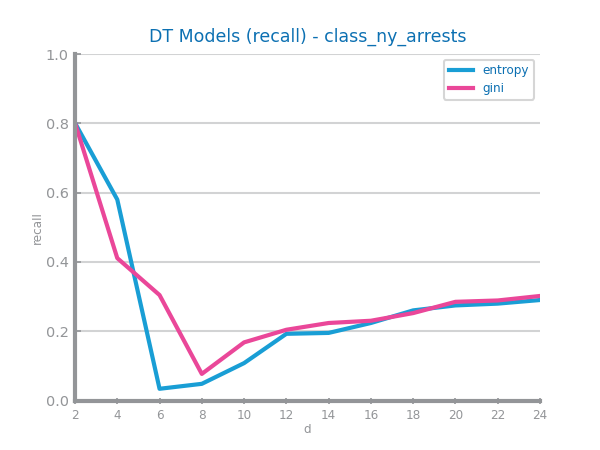 DT Models (recall) - class_ny_arrests
1.0
0.8
0.6
0.4
0.2
0.0
recall
entropy
gini
2 4 6 8 10 12 14 16 18 20 22 24
d